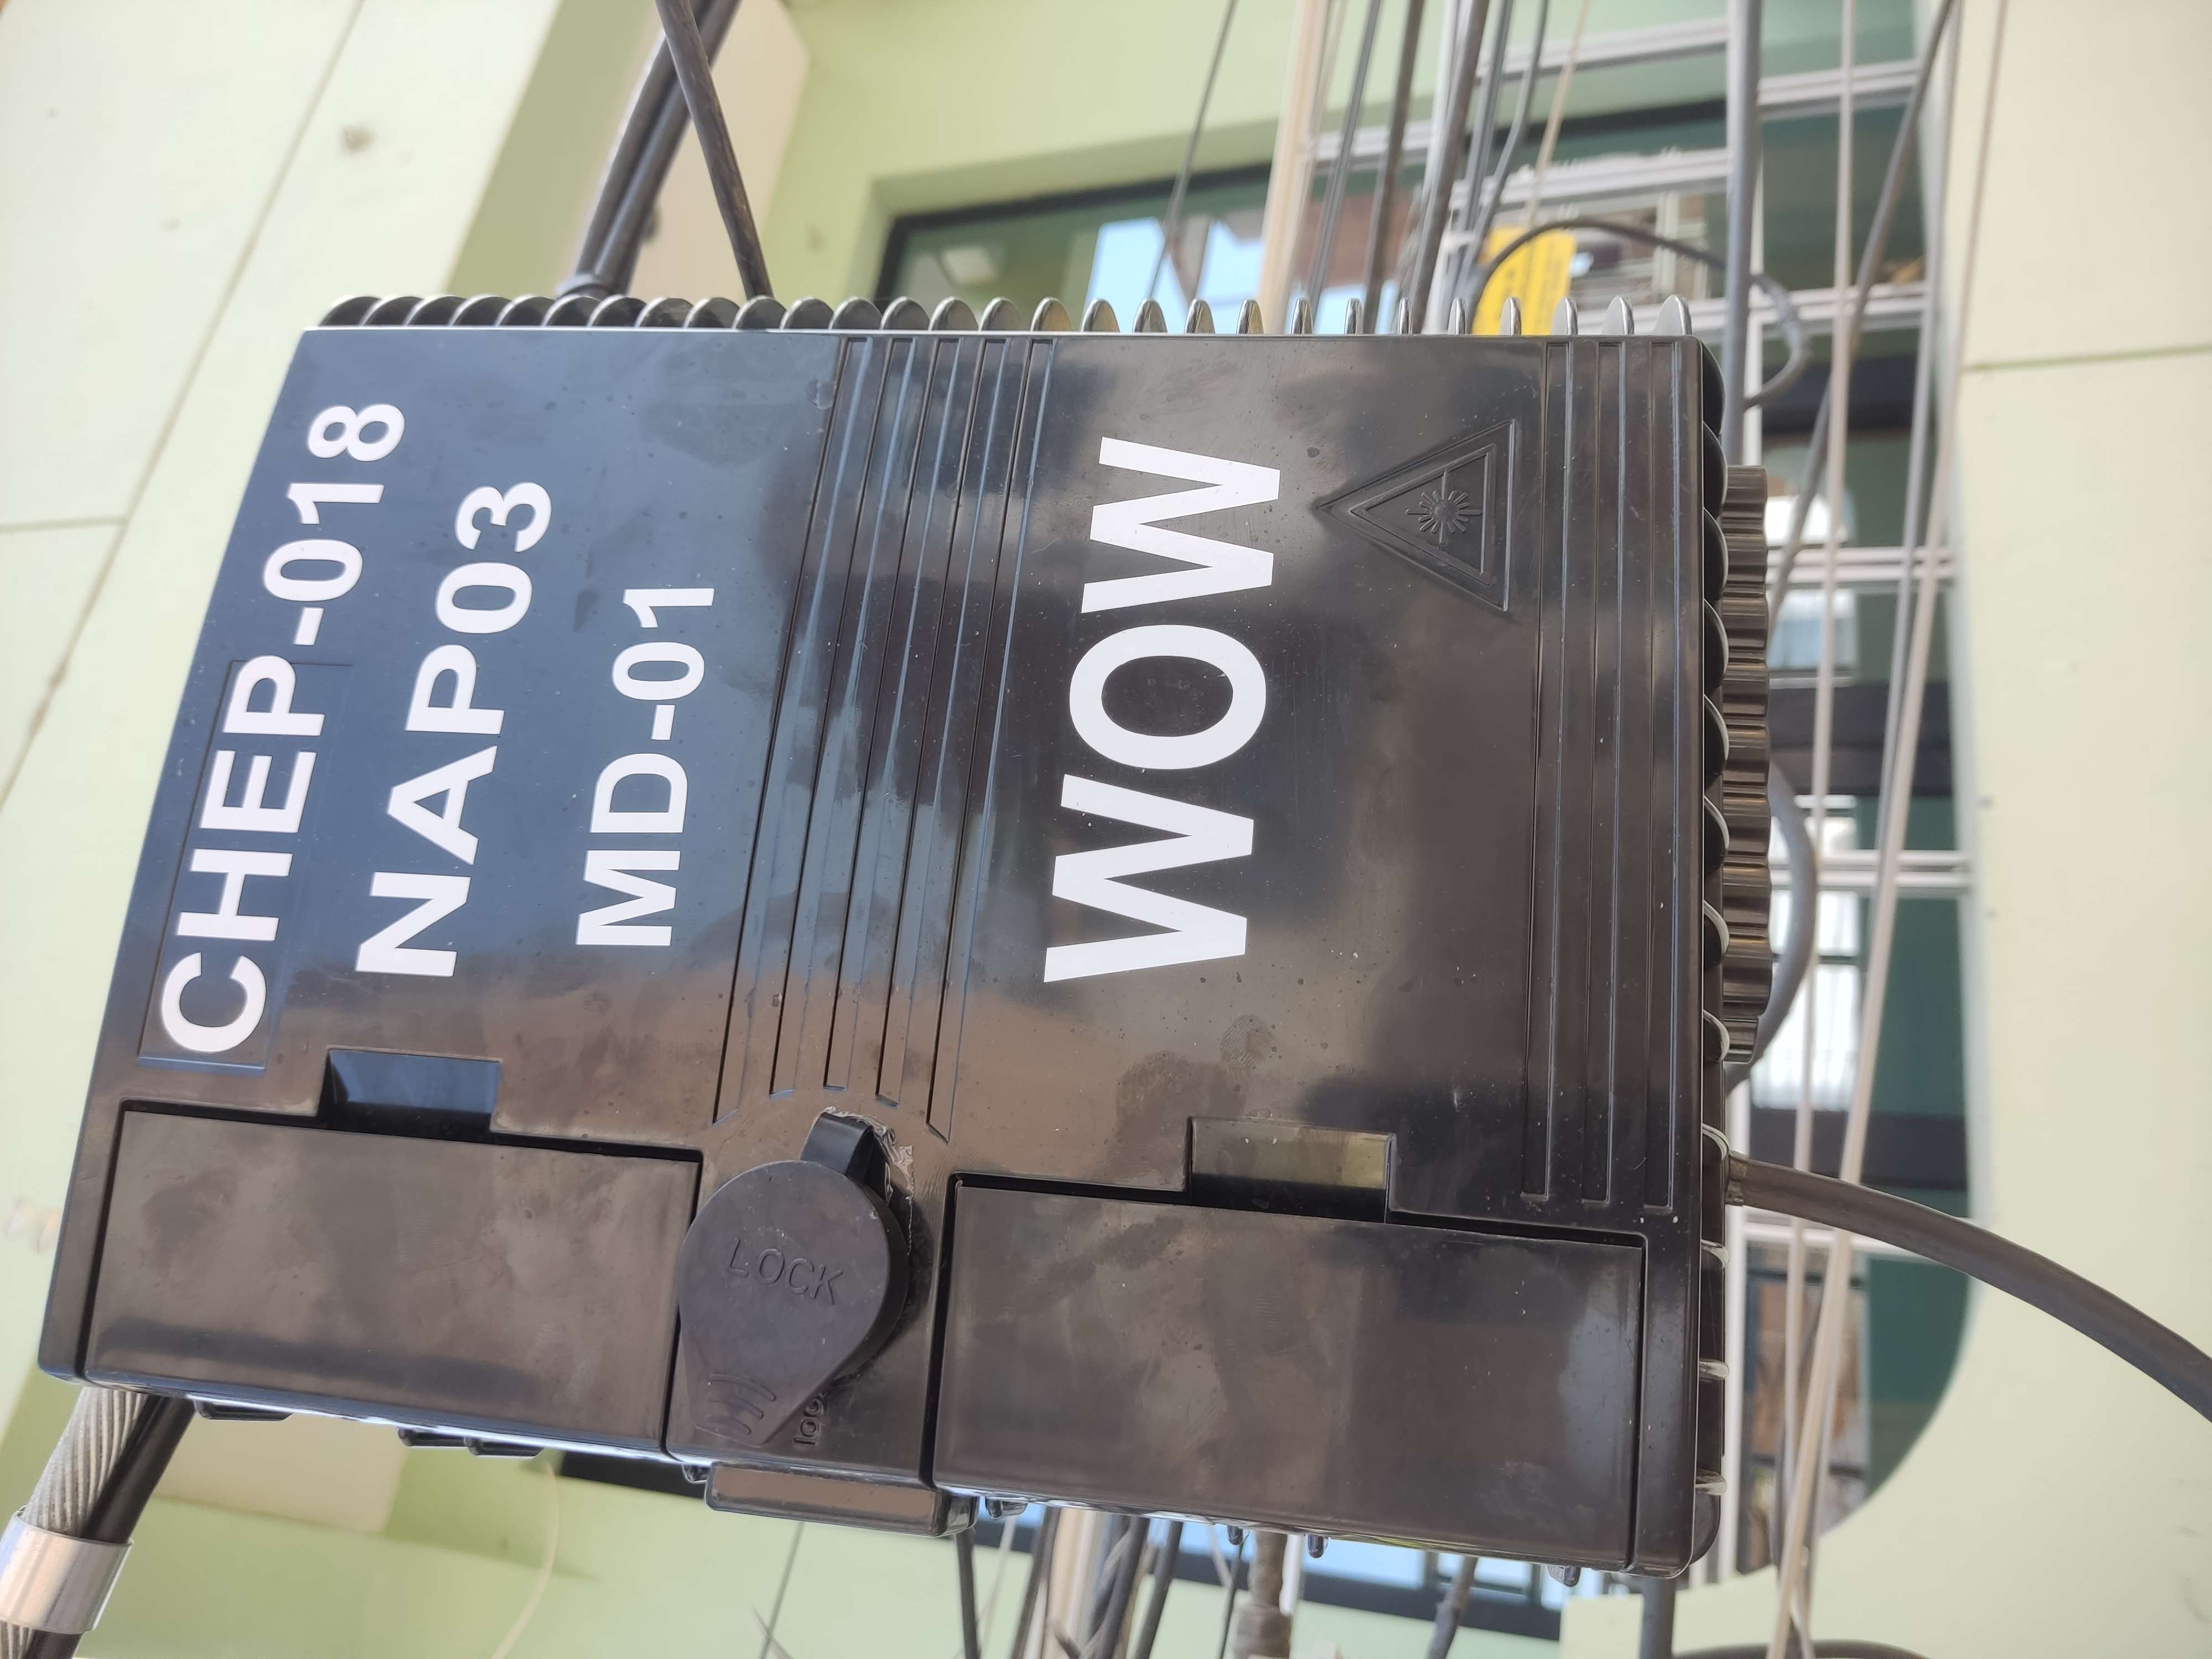 CHEP-018
NAP03
MD-01
WOW
LOCK